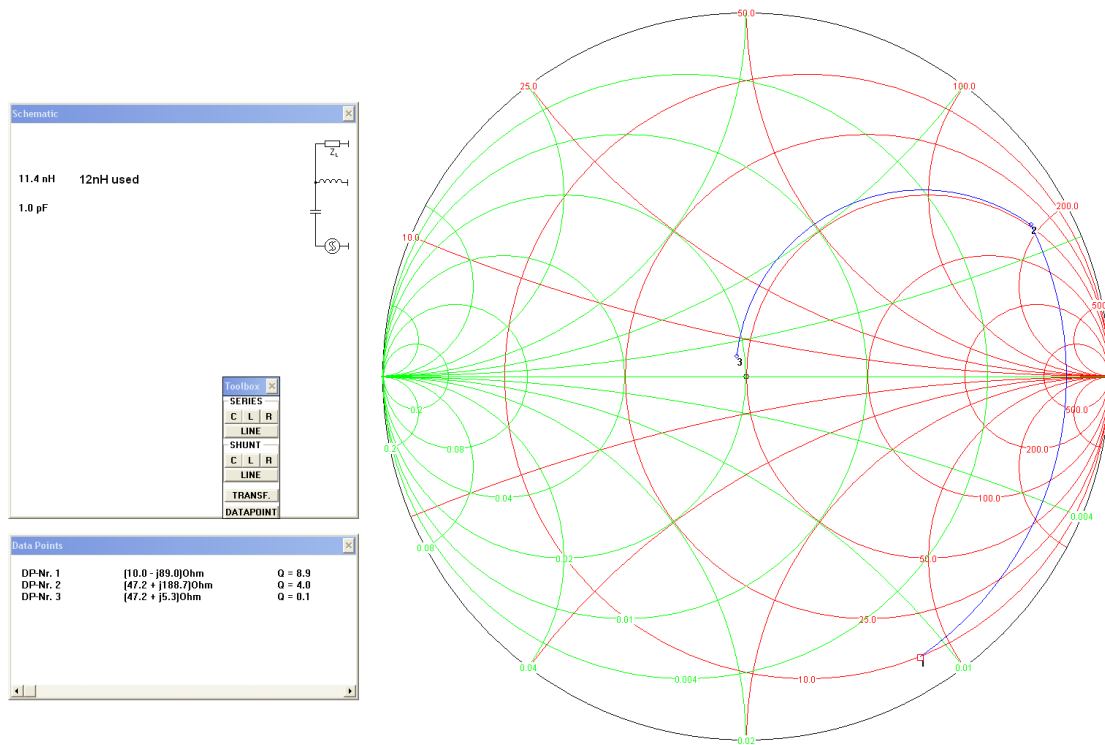 Schematic
Z_L
11.4 nH 12nH used
1.0 pF
Toolbox
SERIES
C L R
LINE
SHUNT
C L R
LINE
TRANSF.
DATAPOINT
Data Points
DP-Nr. 1 (10.0 - j89.0)Ohm Q = 8.9
DP-Nr. 2 (47.2 + j188.7)Ohm Q = 4.0
DP-Nr. 3 (47.2 + j5.3)Ohm Q = 0.1
50.0
25.0
100.0
10.0
200.0
2
500
3
0.2
500.0
0.2
0.08
200.0
0.04
100.0
0.004
0.08
0.02
50.0
0.01
25.0
1
0.04
0.004
10.0
0.01
0.02